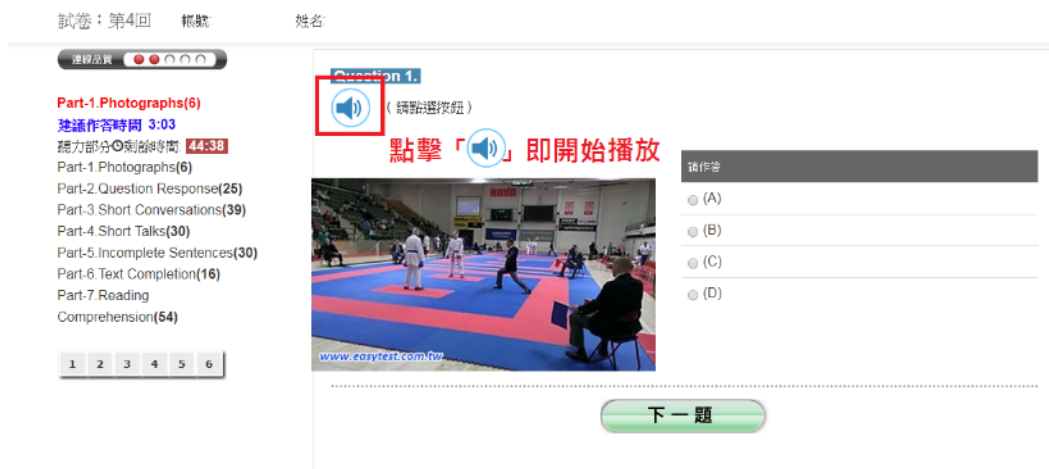 試卷：第4回 帳號: 姓名:
連線品質
Part-1.Photographs(6)
建議作答時間 3:03
聽力部分剩餘時間: 44:38
Part-1.Photographs(6)
Part-2.Question Response(25)
Part-3.Short Conversations(39)
Part-4.Short Talks(30)
Part-5.Incomplete Sentences(30)
Part-6.Text Completion(16)
Part-7.Reading
Comprehension(54)
1 2 3 4 5 6
Question 1.
(請點選按鈕)
點擊「」即開始播放
www.easytest.com.tw
請作答
(A)
(B)
(C)
(D)
下一題